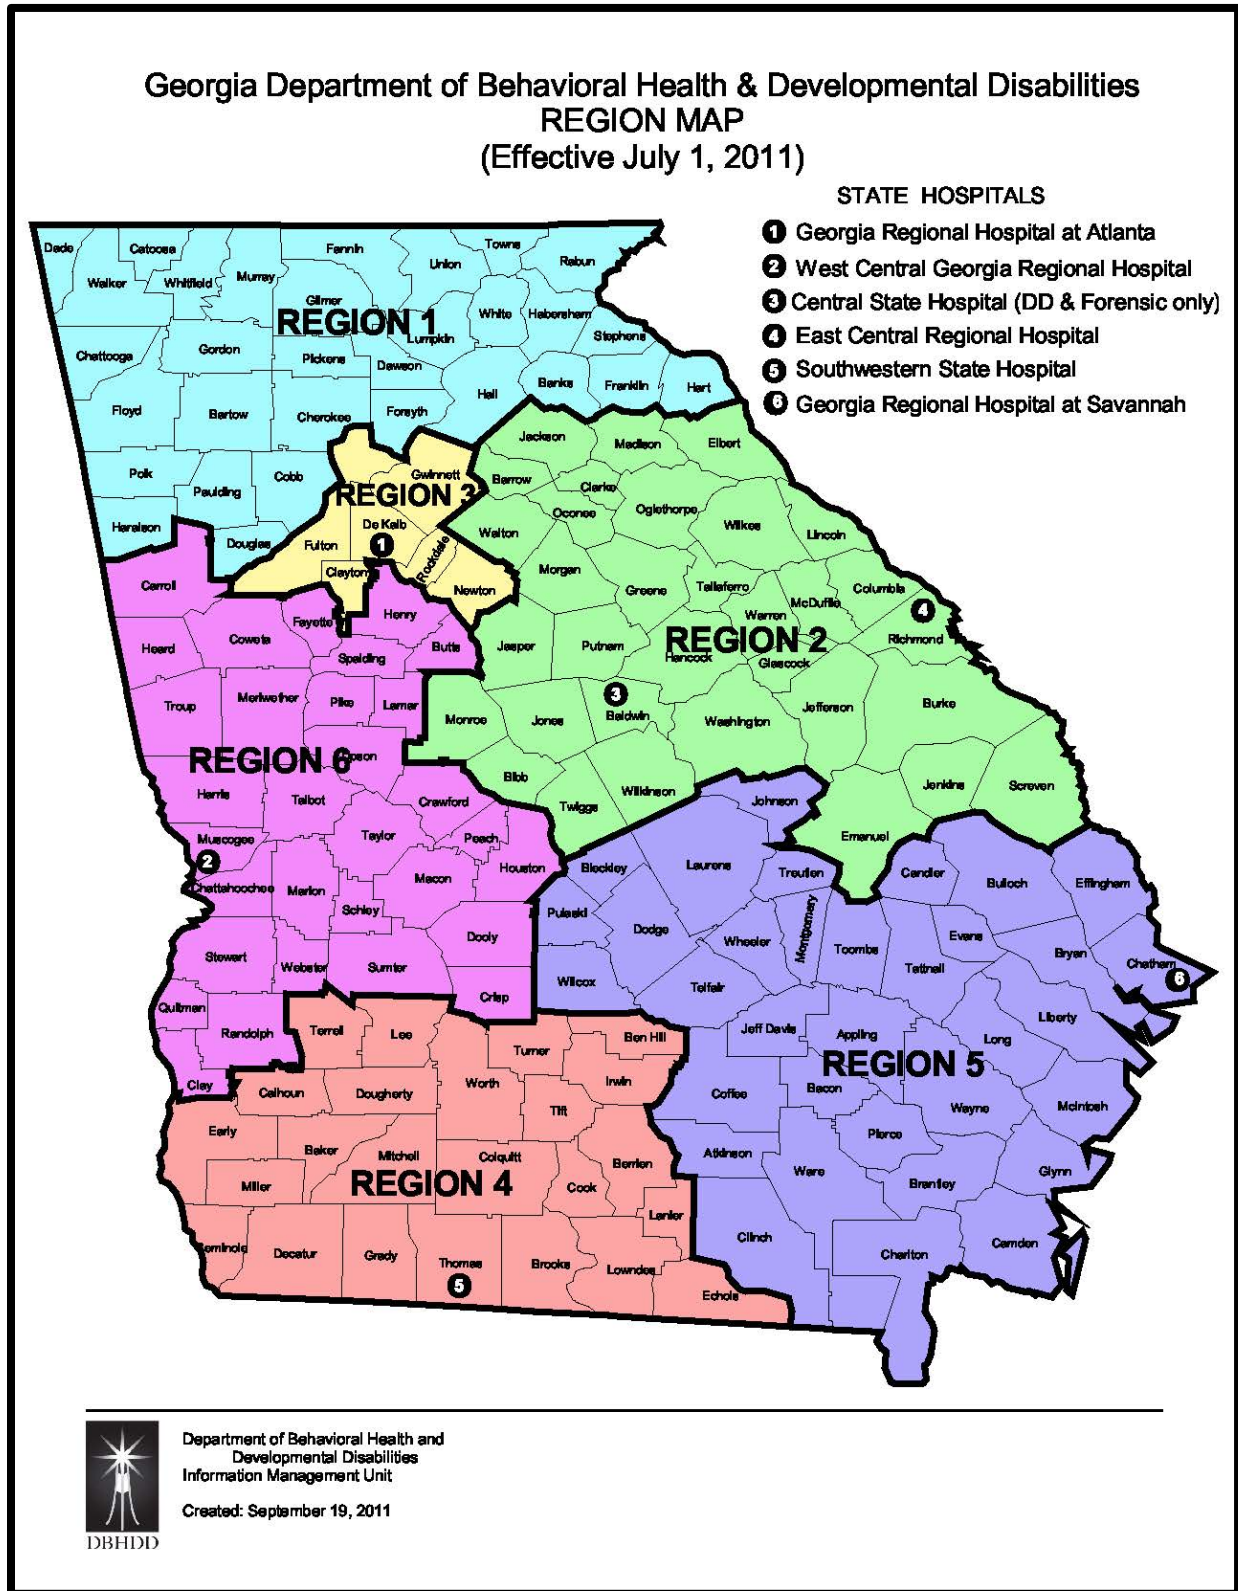 Georgia Department of Behavioral Health & Developmental Disabilities
REGION MAP
(Effective July 1, 2011)
STATE HOSPITALS
1 Georgia Regional Hospital at Atlanta
2 West Central Georgia Regional Hospital
3 Central State Hospital (DD & Forensic only)
4 East Central Regional Hospital
5 Southwestern State Hospital
6 Georgia Regional Hospital at Savannah
Dade
Catoosa
Fannin
Towns
Union
Rabun
Walker
Whitfield
Murray
Gilmer
REGION 1
White
Habersham
Lumpkin
Stephens
Chattooga
Gordon
Pickens
Dawson
Hall
Banks
Franklin
Hart
Floyd
Bartow
Cherokee
Forsyth
Polk
Paulding
Cobb
Haralson
Douglas
Gwinnett
REGION 3
De Kalb
1
Fulton
Clayton
Rockdale
Newton
Jackson
Madison
Elbert
Barrow
Clarke
Oconee
Oglethorpe
Wilkes
Lincoln
Walton
Morgan
Greene
Taliaferro
McDuffie
Columbia
Warren
4
Richmond
REGION 2
Jasper
Putnam
Hancock
Glascock
3
Baldwin
Monroe
Jones
Washington
Jefferson
Burke
Bibb
Twiggs
Wilkinson
Jenkins
Screven
Emanuel
Carroll
Henry
Heard
Coweta
Fayette
Spalding
Butts
Troup
Meriwether
Pike
Lamar
REGION 6
pson
Harris
Talbot
Crawford
Muscogee
2
Taylor
Peach
Chattahoochee
Marion
Macon
Houston
Schley
Dooly
Stewart
Webster
Sumter
Crisp
Quitman
Randolph
Clay
Terrell
Lee
Turner
Ben Hill
Calhoun
Dougherty
Worth
Irwin
Tift
Early
Baker
Mitchell
Colquitt
Berrien
Miller
REGION 4
Cook
Lanier
eminole
Decatur
Grady
Thomas
5
Brooks
Lowndes
Echols
Johnson
Bleckley
Laurens
Treutlen
Candler
Bulloch
Effingham
Pulaski
Dodge
Wheeler
Montgomery
Toombs
Evans
Bryan
Chatham
6
Wilcox
Telfair
Tattnall
Jeff Davis
Appling
Long
Liberty
REGION 5
Coffee
Bacon
Wayne
McIntosh
Atkinson
Pierce
Ware
Brantley
Glynn
Clinch
Charlton
Camden
Department of Behavioral Health and
Developmental Disabilities
Information Management Unit
Created: September 19, 2011
DBHDD